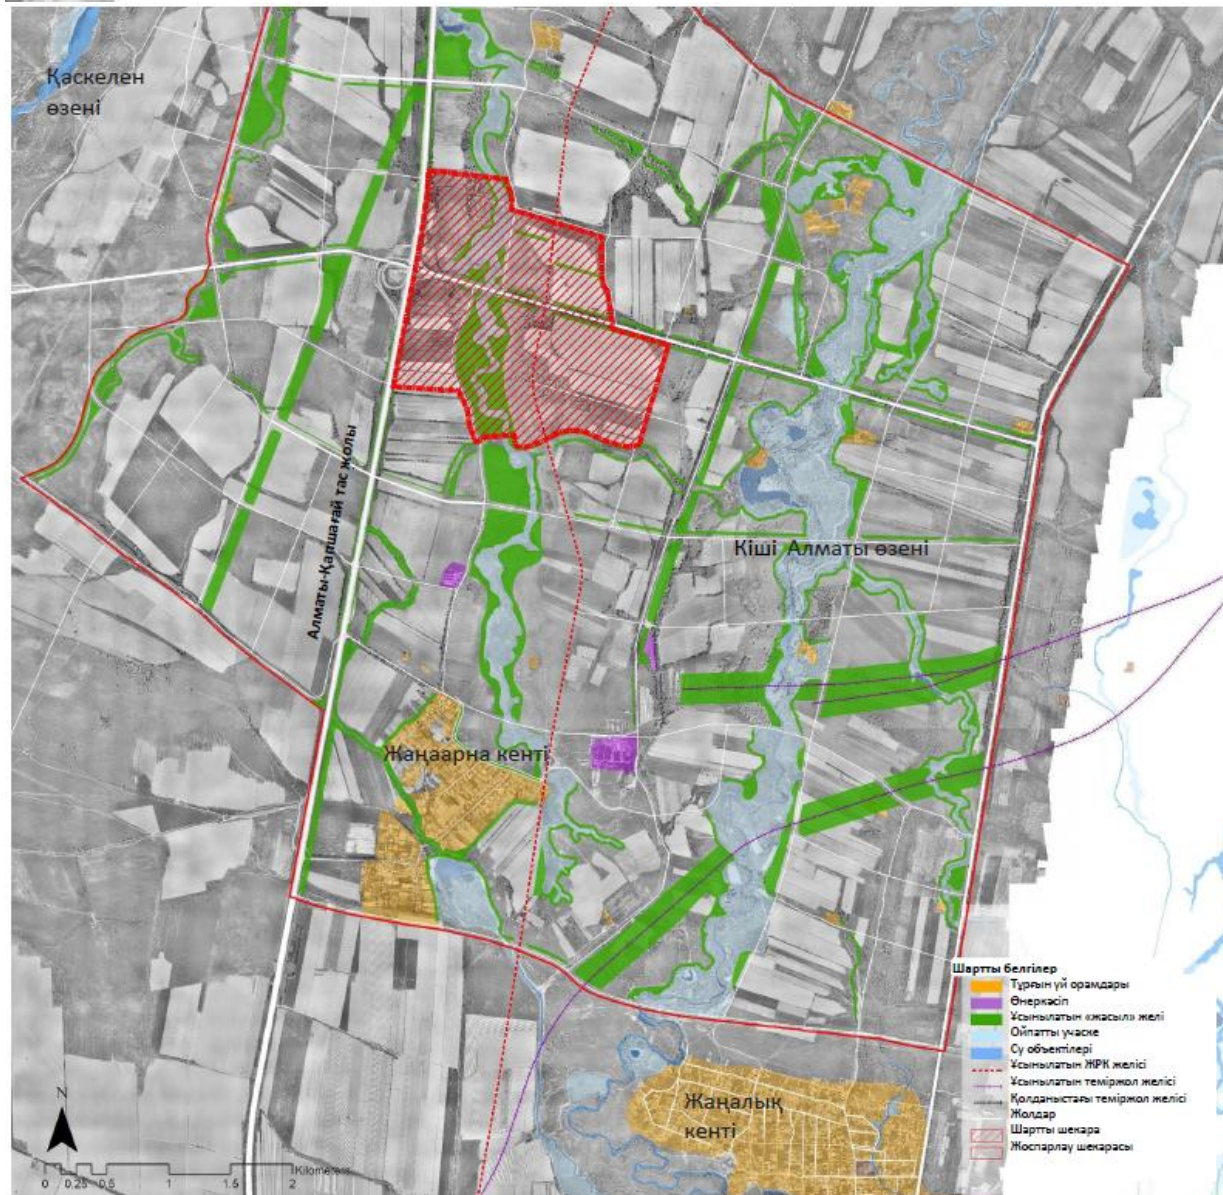 Қаскелен
өзені
Алматы-Қапшағай тас жолы
Кіші Алматы өзені
Жаңаарна кенті
Жаңалық
кенті
Шартты белгілер
Тұрғын үй орамдары
Өнеркәсіп
Ұсынылатын «жасыл» желі
Ойпатты учаске
Су объектілері
Ұсынылатын ЖРК желісі
Ұсынылатын теміржол желісі
Қолданыстағы теміржол желісі
Жолдар
Шартты шекара
Жоспарлау шекарасы
N
Kilometers
0 0.25 0.5 1 1.5 2